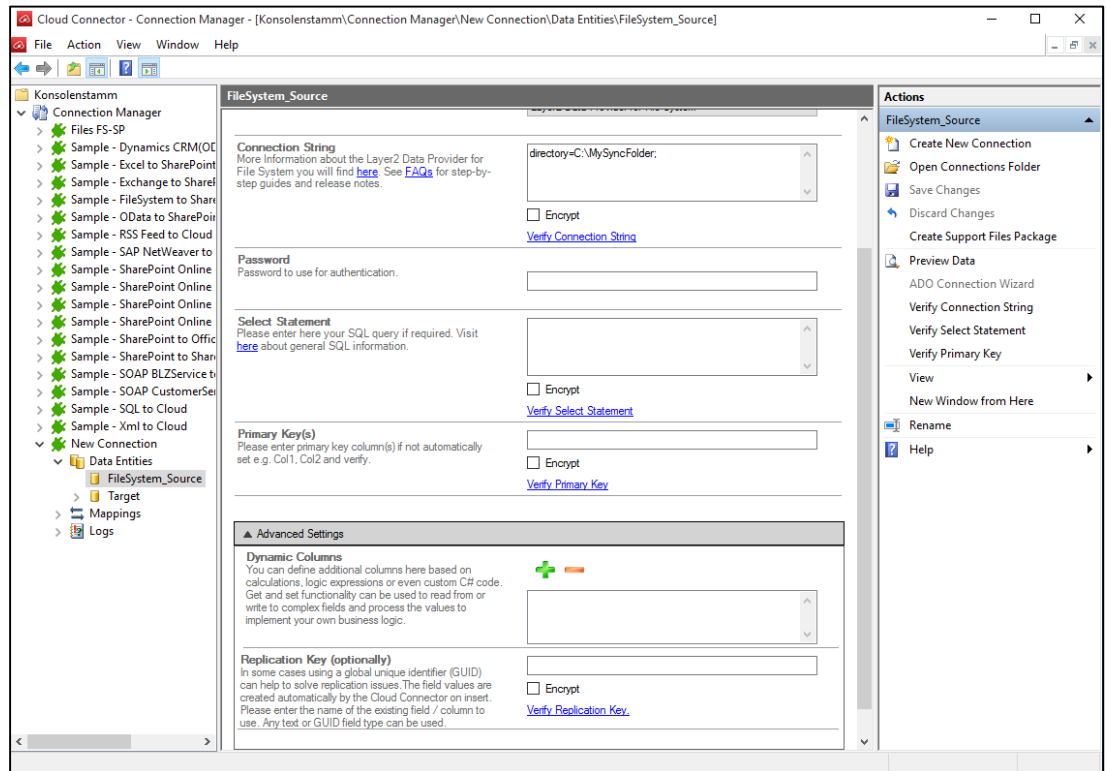 Cloud Connector - Connection Manager - [Konsolenstamm\Connection Manager\New Connection\Data Entities\FileSystem_Source]
File Action View Window Help
Konsolenstamm
Connection Manager
Files FS-SP
Sample - Dynamics CRM(OD
Sample - Excel to SharePoint
Sample - Exchange to ShareP
Sample - FileSystem to Share
Sample - OData to SharePoin
Sample - RSS Feed to Cloud
Sample - SAP NetWeaver to
Sample - SharePoint Online
Sample - SharePoint Online
Sample - SharePoint Online
Sample - SharePoint Online
Sample - SharePoint to Offic
Sample - SharePoint to Share
Sample - SOAP BLZService to
Sample - SOAP CustomerSer
Sample - SQL to Cloud
Sample - Xml to Cloud
New Connection
Data Entities
FileSystem_Source
Target
Mappings
Logs
FileSystem_Source
Connection String
More Information about the Layer2 Data Provider for
File System you will find here. See FAQs for step-by-
step guides and release notes.
directory=C:\MySyncFolder;
Encrypt
Verify Connection String
Password
Password to use for authentication.
Select Statement
Please enter here your SQL query if required. Visit
here about general SQL information.
Encrypt
Verify Select Statement
Primary Key(s)
Please enter primary key column(s) if not automatically
set e.g. Col1, Col2 and verify.
Encrypt
Verify Primary Key
Advanced Settings
Dynamic Columns
You can define additional columns here based on
calculations, logic expressions or even custom C# code.
Get and set functionality can be used to read from or
write to complex fields and process the values to
implement your own business logic.
Replication Key (optionally)
In some cases using a global unique identifier (GUID)
can help to solve replication issues.The field values are
created automatically by the Cloud Connector on insert.
Please enter the name of the existing field / column to
use. Any text or GUID field type can be used.
Encrypt
Verify Replication Key.
Actions
FileSystem_Source
Create New Connection
Open Connections Folder
Save Changes
Discard Changes
Create Support Files Package
Preview Data
ADO Connection Wizard
Verify Connection String
Verify Select Statement
Verify Primary Key
View
New Window from Here
Rename
Help